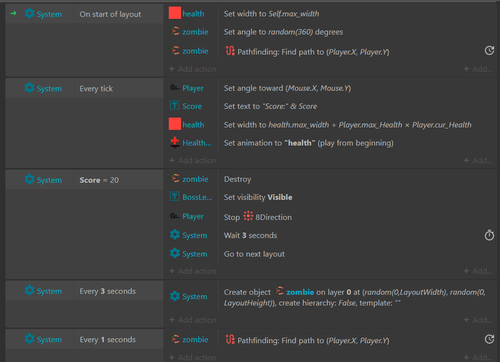 System On start of layout health Set width to Self.max_width
zombie Set angle to random(360) degrees
zombie Pathfinding: Find path to (Player.X, Player.Y)
+ Add action + Add...
System Every tick Player Set angle toward (Mouse.X, Mouse.Y)
Score Set text to "Score:" & Score
health Set width to health.max_width ÷ Player.max_Health × Player.cur_Health
Health... Set animation to "health" (play from beginning)
+ Add action + Add...
System Score = 20 zombie Destroy
BossLe... Set visibility Visible
Player Stop 8Direction
System Wait 3 seconds
System Go to next layout
+ Add action + Add...
System Every 3 seconds System Create object zombie on layer 0 at (random(0,LayoutWidth), random(0,
LayoutHeight)), create hierarchy: False, template: ""
+ Add action + Add...
System Every 1 seconds zombie Pathfinding: Find path to (Player.X, Player.Y)
+ Add action + Add...